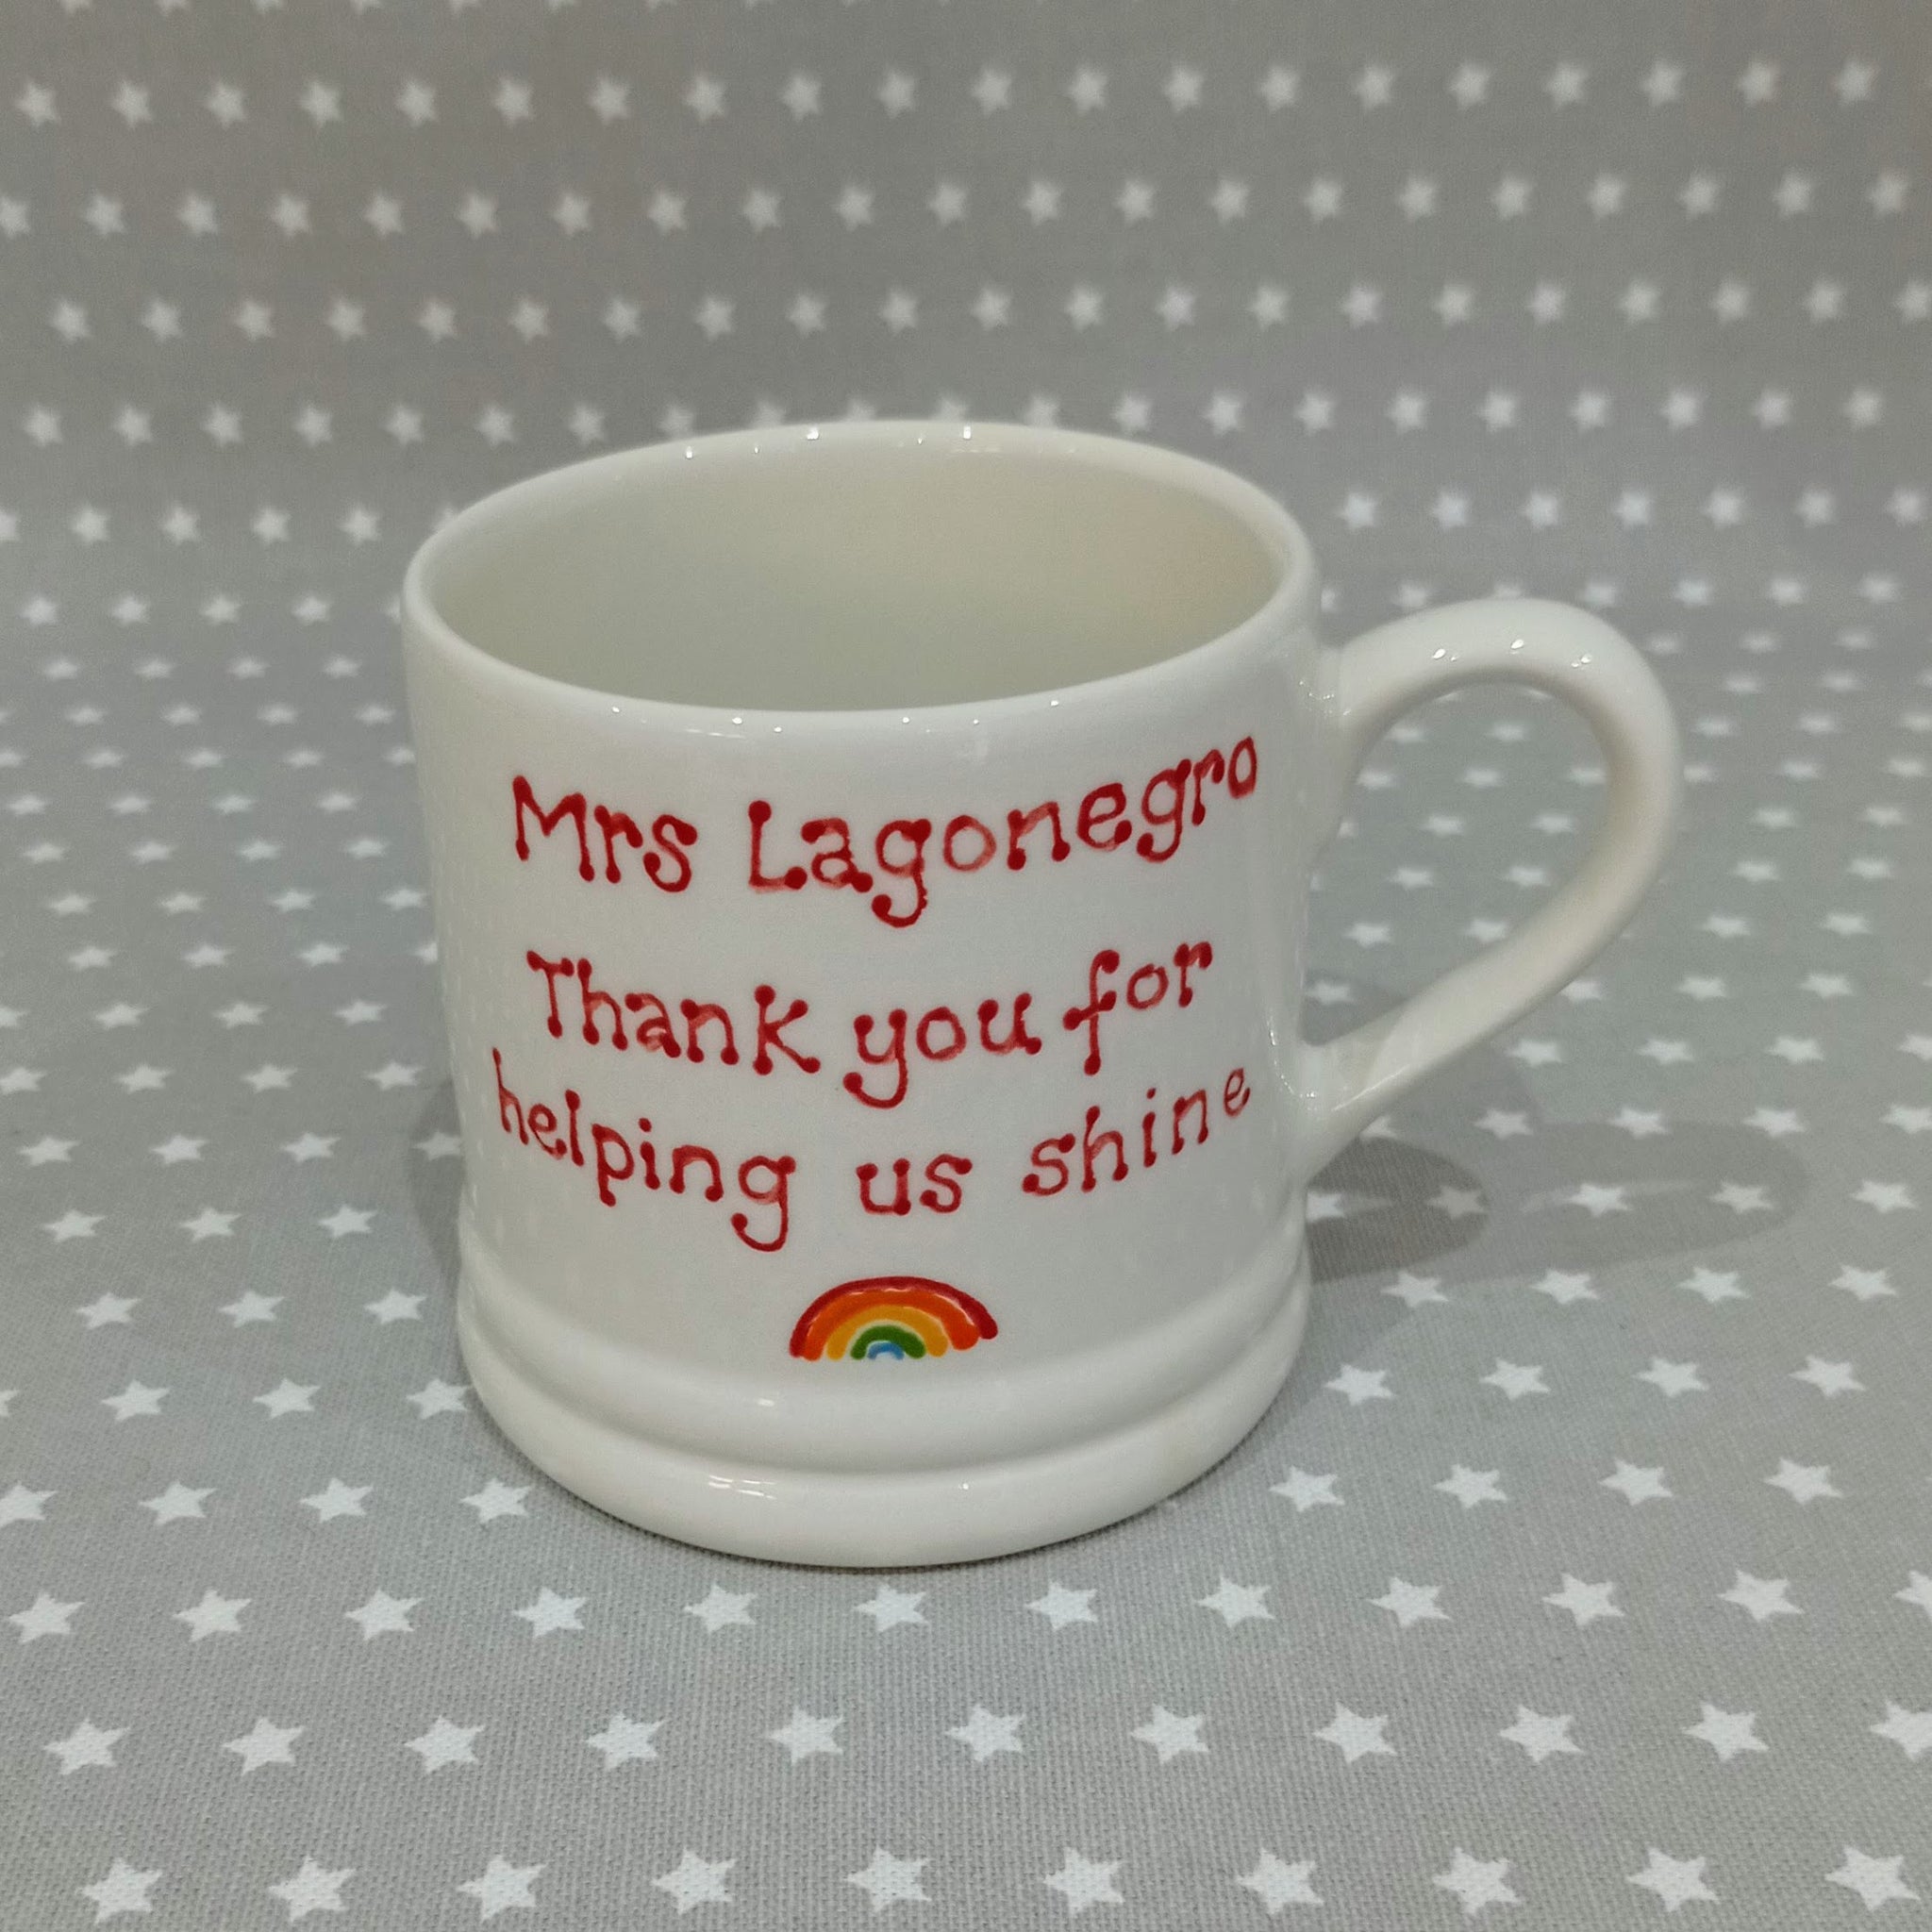 Mrs Lagonegro
Thank you for
helping us shine